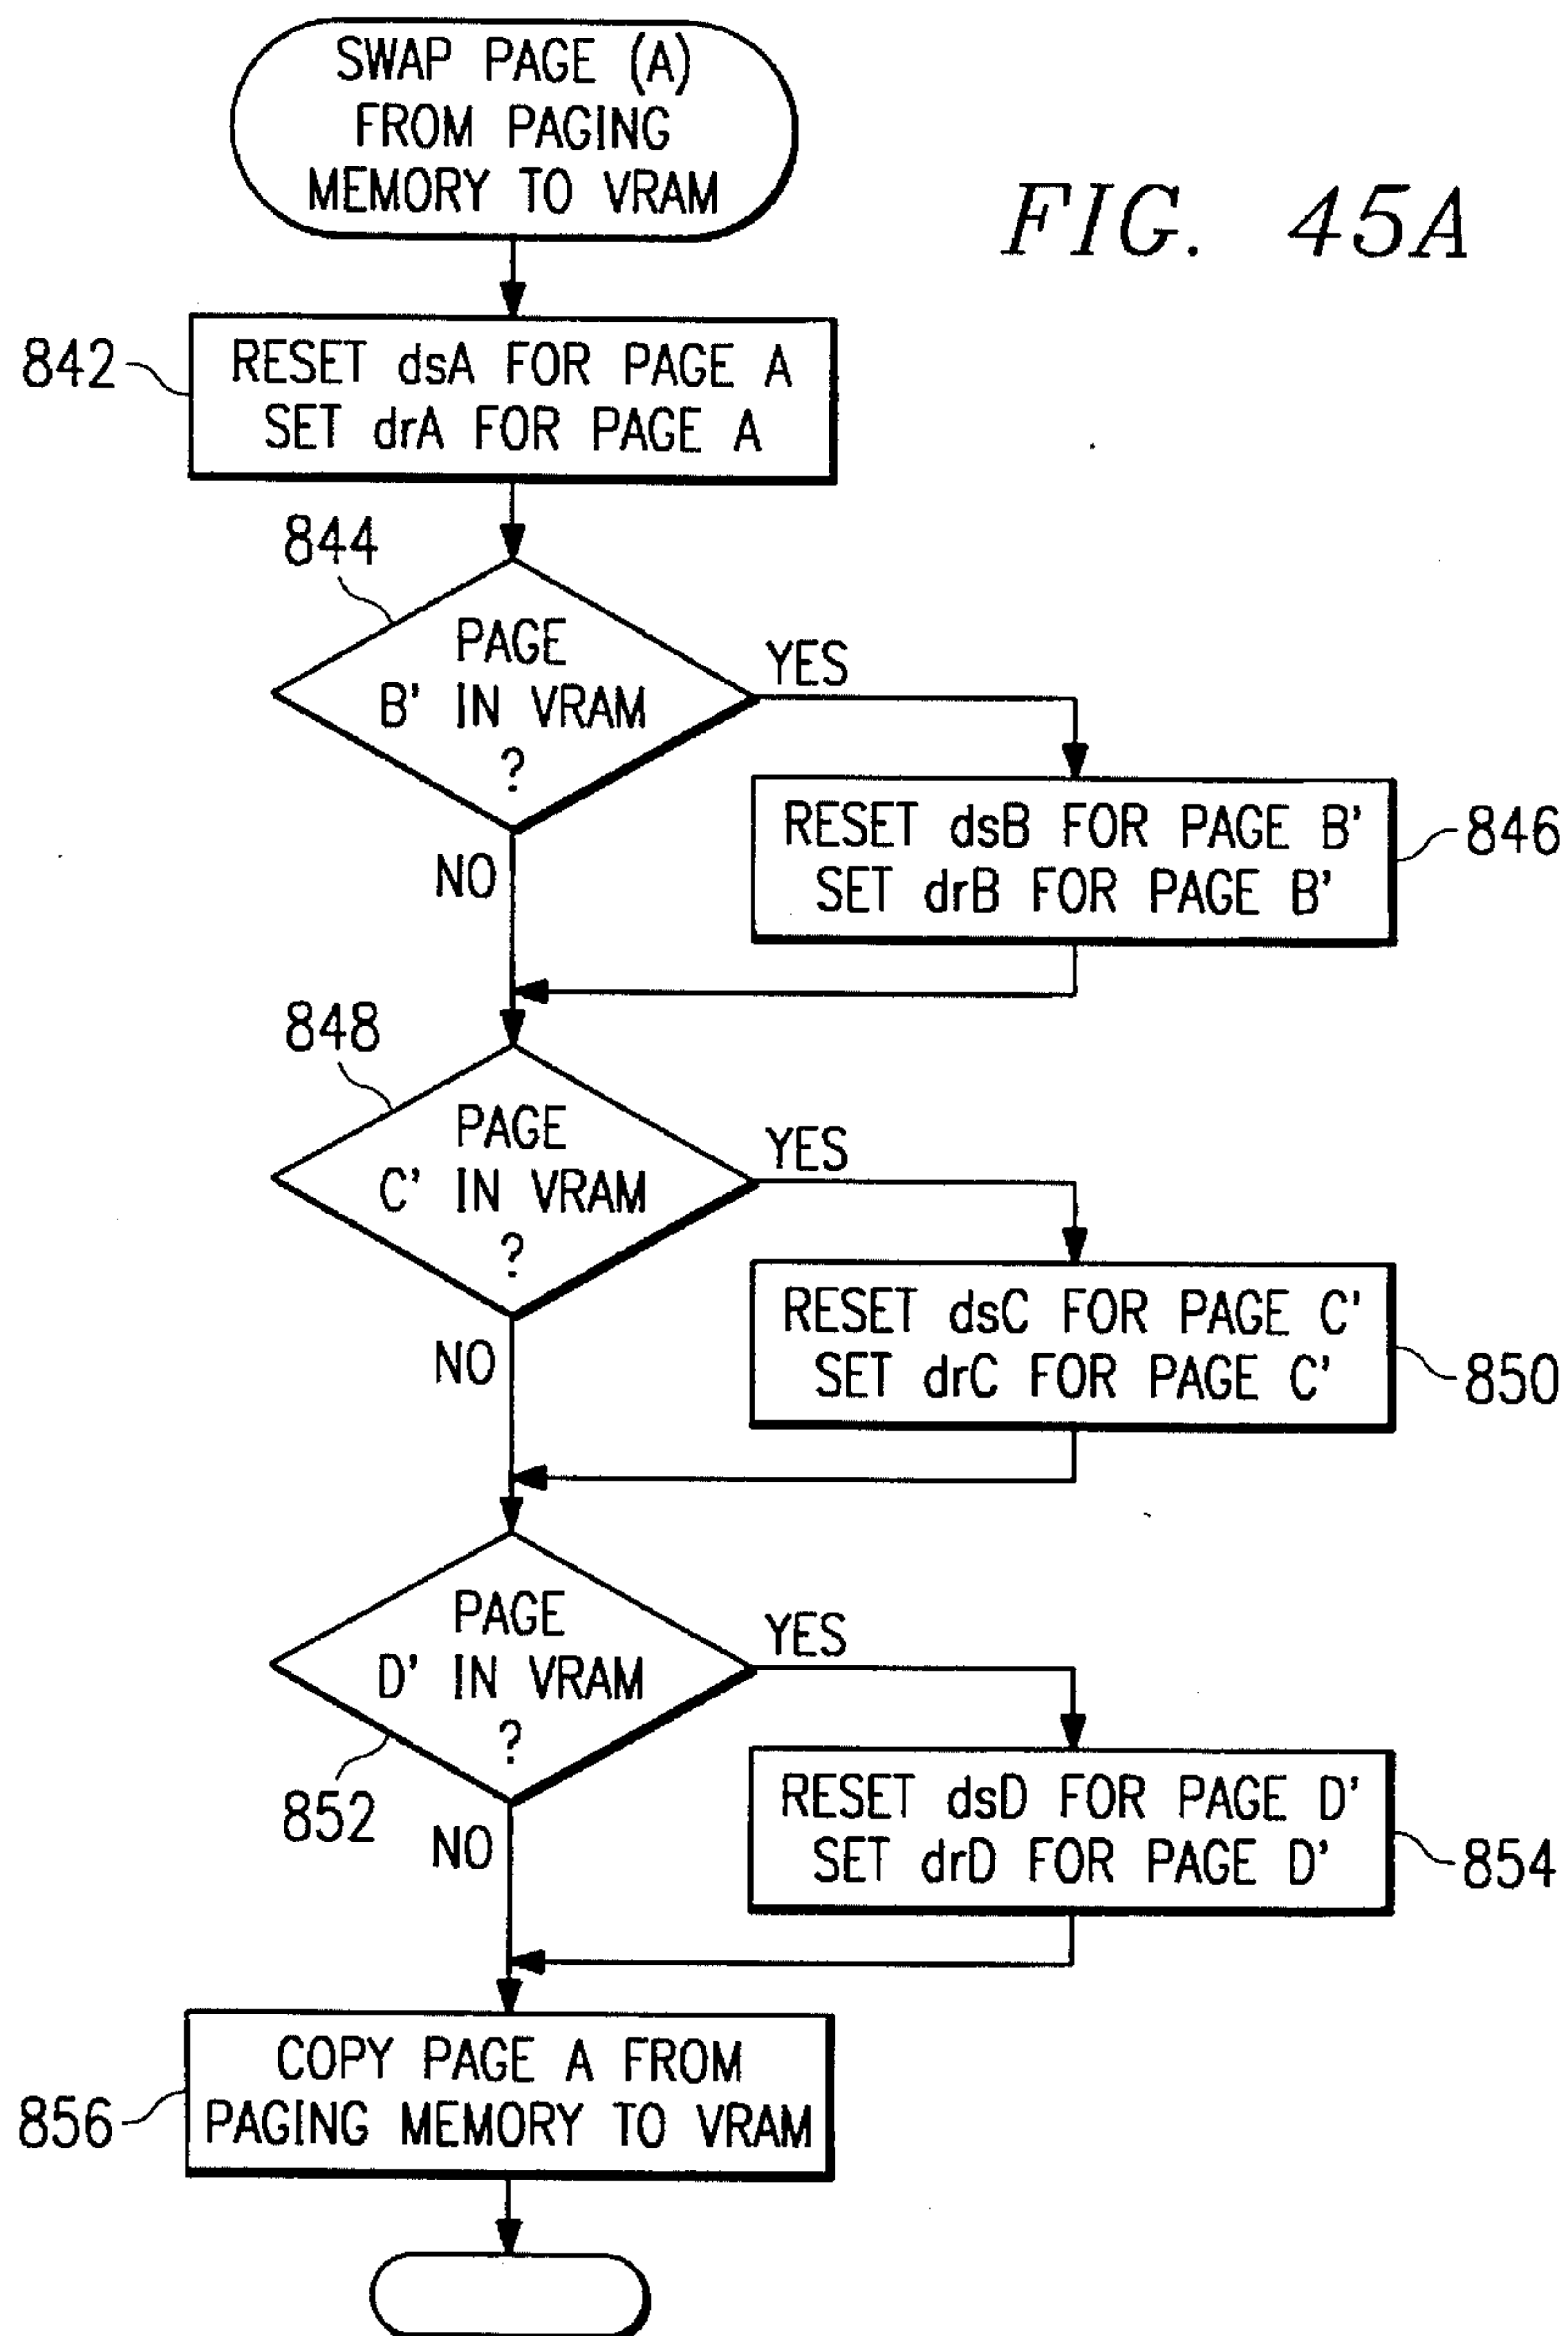 SWAP PAGE (A)
FROM PAGING
MEMORY TO VRAM
FIG. 45A
842
RESET dsA FOR PAGE A
SET drA FOR PAGE A
844
PAGE
B' IN VRAM
?
YES
NO
RESET dsB FOR PAGE B'
SET drB FOR PAGE B'
846
848
PAGE
C' IN VRAM
?
YES
NO
RESET dsC FOR PAGE C'
SET drC FOR PAGE C'
850
PAGE
D' IN VRAM
?
YES
852
NO
RESET dsD FOR PAGE D'
SET drD FOR PAGE D'
854
COPY PAGE A FROM
PAGING MEMORY TO VRAM
856